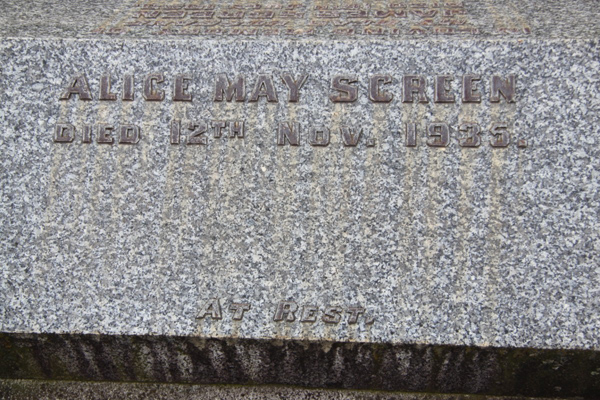 ALICE MAY SCREEN
DIED 12TH NOV. 1935.
AT REST.